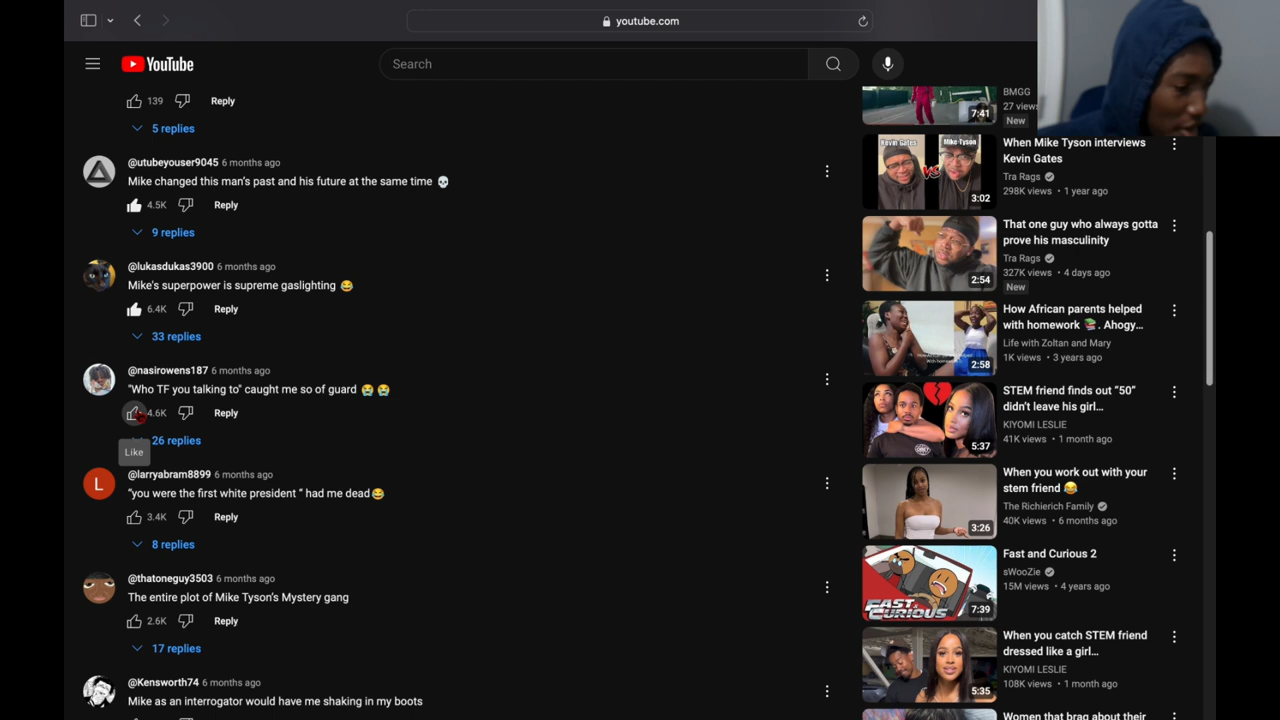 youtube.com
YouTube
Search
139 Reply
5 replies
@utubeyouser9045 6 months ago
Mike changed this man's past and his future at the same time 💀
4.5K Reply
9 replies
@lukasdukas3900 6 months ago
Mike's superpower is supreme gaslighting 😂
6.4K Reply
33 replies
@nasirowens187 6 months ago
"Who TF you talking to" caught me so of guard 😭😭
4.6K Reply
26 replies
Like
@larryabram8899 6 months ago
“you were the first white president ” had me dead😂
3.4K Reply
8 replies
@thatoneguy3503 6 months ago
The entire plot of Mike Tyson's Mystery gang
2.6K Reply
17 replies
@Kensworth74 6 months ago
Mike as an interrogator would have me shaking in my boots
7:41
BMGG
27 views
New
Kevin Gates
Mike Tyson
VS
3:02
When Mike Tyson interviews
Kevin Gates
Tra Rags
298K views • 1 year ago
2:54
That one guy who always gotta
prove his masculinity
Tra Rags
327K views • 4 days ago
New
2:58
How African parents helped
with homework 📚. Ahogy...
Life with Zoltan and Mary
1K views • 3 years ago
5:37
STEM friend finds out “50”
didn't leave his girl...
KIYOMI LESLIE
41K views • 1 month ago
3:26
When you work out with your
stem friend 😂
The Richierich Family
40K views • 6 months ago
FAST & CURIOUS
7:39
Fast and Curious 2
sWooZie
15M views • 4 years ago
5:35
When you catch STEM friend
dressed like a girl...
KIYOMI LESLIE
108K views • 1 month ago
Women that brag about their